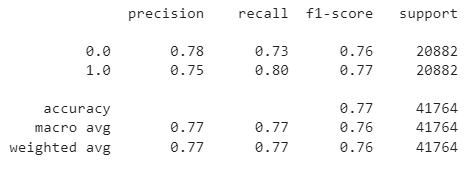 precision recall f1-score support
0.0 0.78 0.73 0.76 20882
1.0 0.75 0.80 0.77 20882
accuracy 0.77 41764
macro avg 0.77 0.77 0.76 41764
weighted avg 0.77 0.77 0.76 41764